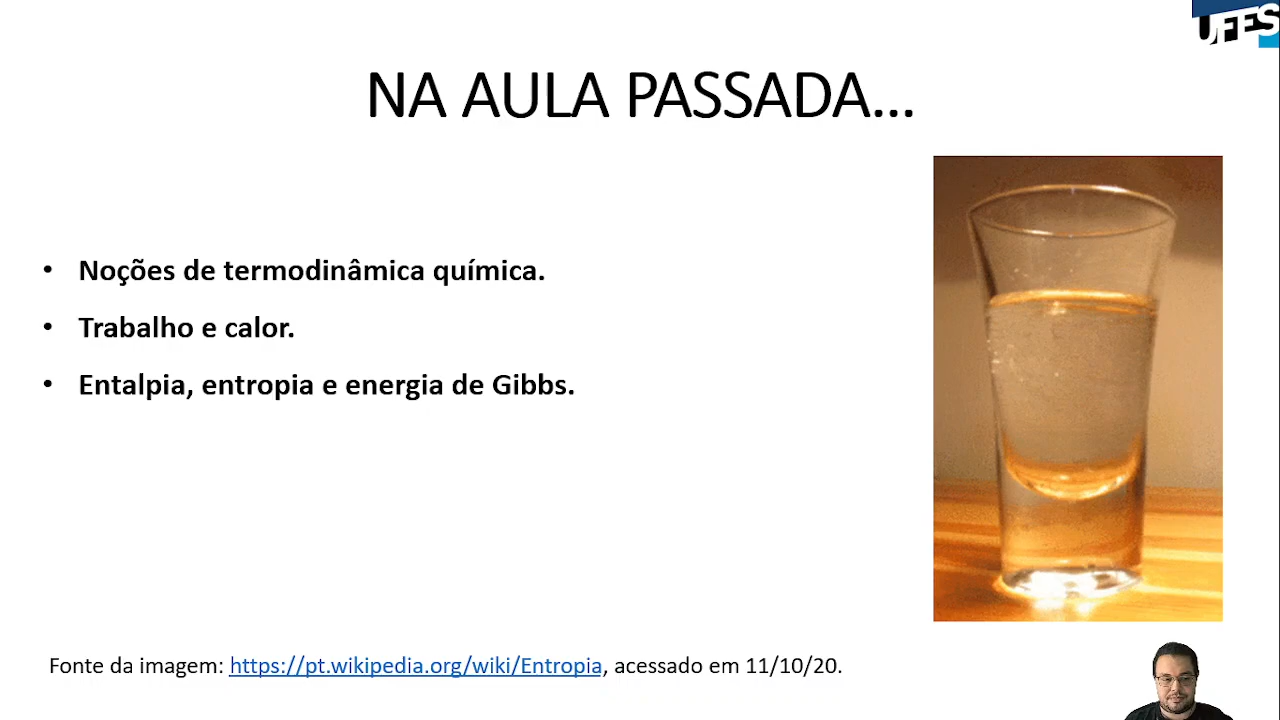 UFES
NA AULA PASSADA...
• Noções de termodinâmica química.
• Trabalho e calor.
• Entalpia, entropia e energia de Gibbs.
Fonte da imagem: https://pt.wikipedia.org/wiki/Entropia, acessado em 11/10/20.